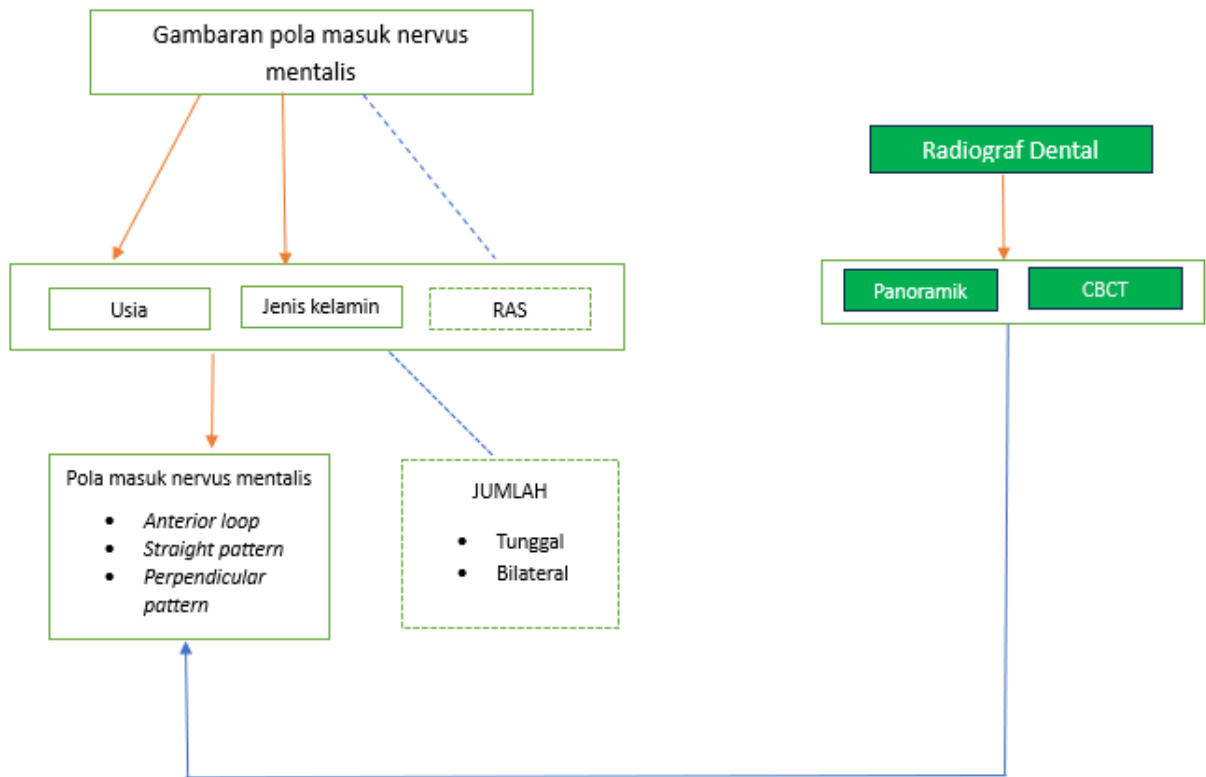 Gambaran pola masuk nervus
mentalis
Radiograf Dental
Usia
Jenis kelamin
RAS
Panoramik
CBCT
Pola masuk nervus mentalis
• Anterior loop
• Straight pattern
• Perpendicular
pattern
JUMLAH
• Tunggal
• Bilateral